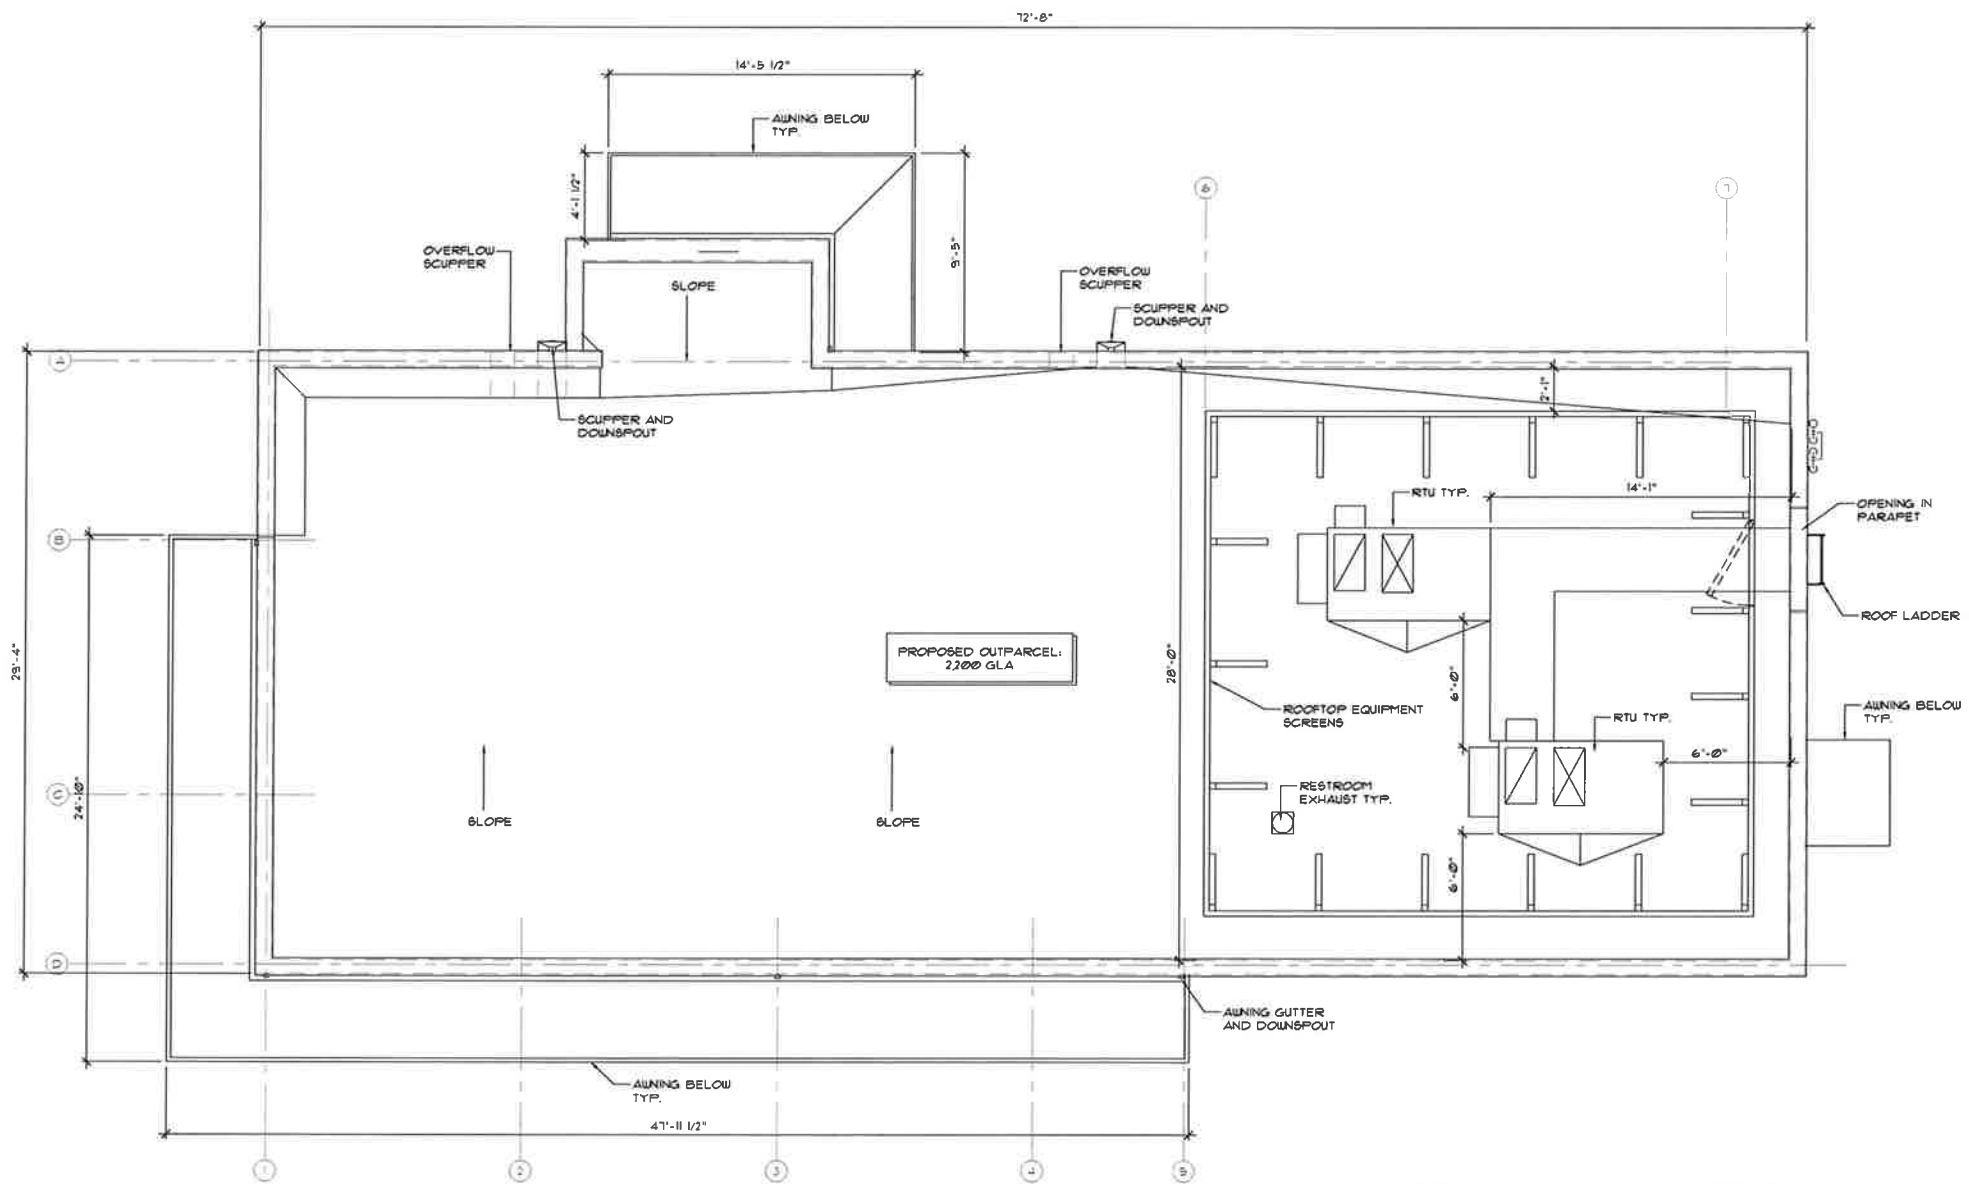 72'-8"
14'-5 1/2"
AWNING BELOW
TYP.
4'-1 1/2"
9'-5"
6
7
OVERFLOW
SCUPPER
SLOPE
OVERFLOW
SCUPPER
SCUPPER AND
DOWNSPOUT
A
2'-1"
SCUPPER AND
DOWNSPOUT
RTU TYP.
14'-1"
OPENING IN
PARAPET
B
ROOF LADDER
29'-4"
PROPOSED OUTPARCEL:
2,200 GLA
28'-0"
6'-0"
ROOFTOP EQUIPMENT
SCREENS
RTU TYP.
AWNING BELOW
TYP.
6'-0"
C
24'-10"
RESTROOM
EXHAUST TYP.
SLOPE
SLOPE
6'-0"
D
AWNING GUTTER
AND DOWNSPOUT
AWNING BELOW
TYP.
47'-11 1/2"
1
2
3
4
5